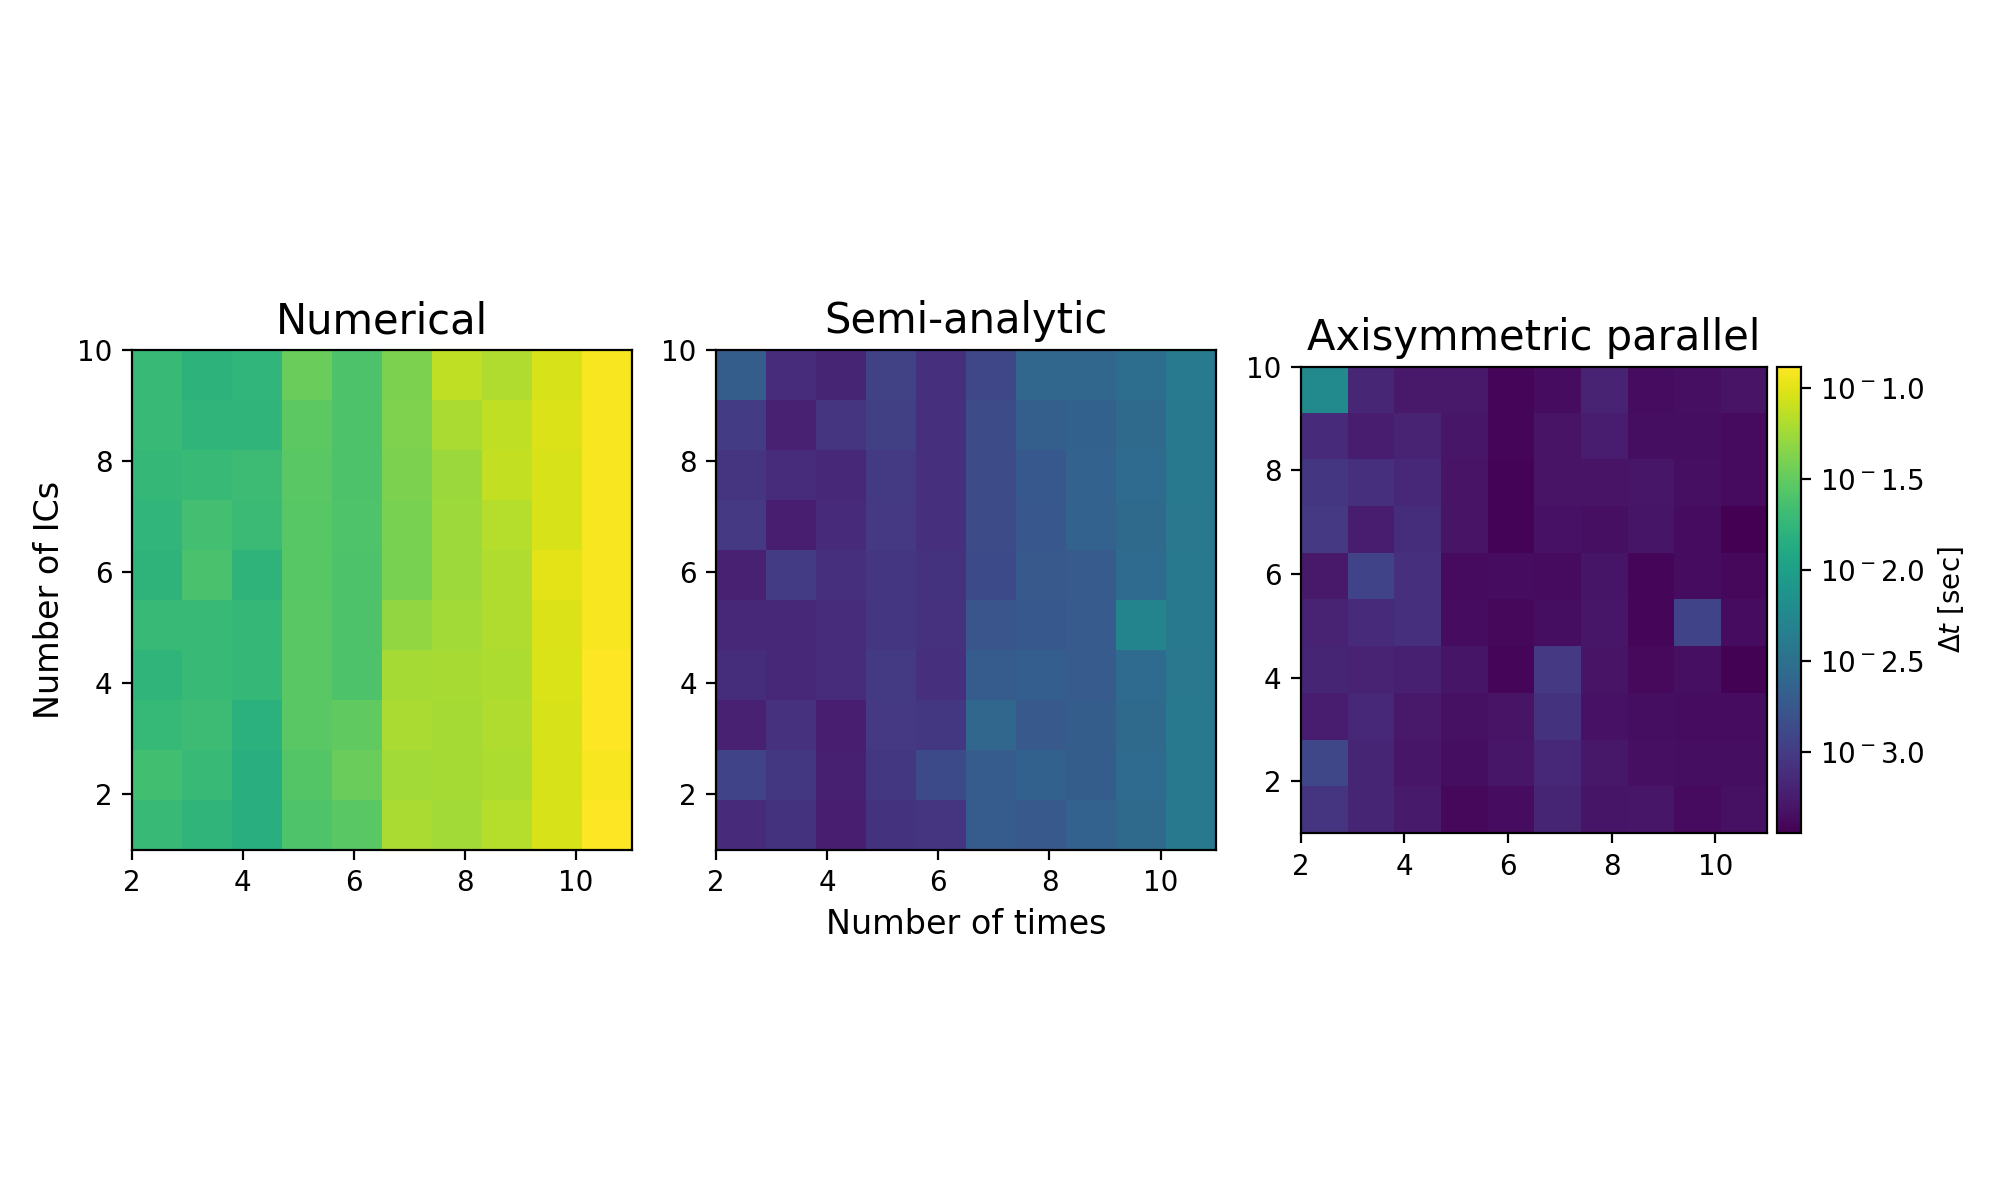 Numerical
Semi-analytic
Axisymmetric parallel
Number of ICs
10
8
6
4
2
2 4 6 8 10
10
8
6
4
2
2 4 6 8 10
Number of times
10
8
6
4
2
2 4 6 8 10
10⁻1.0
10⁻1.5
10⁻2.0
10⁻2.5
10⁻3.0
Δt [sec]